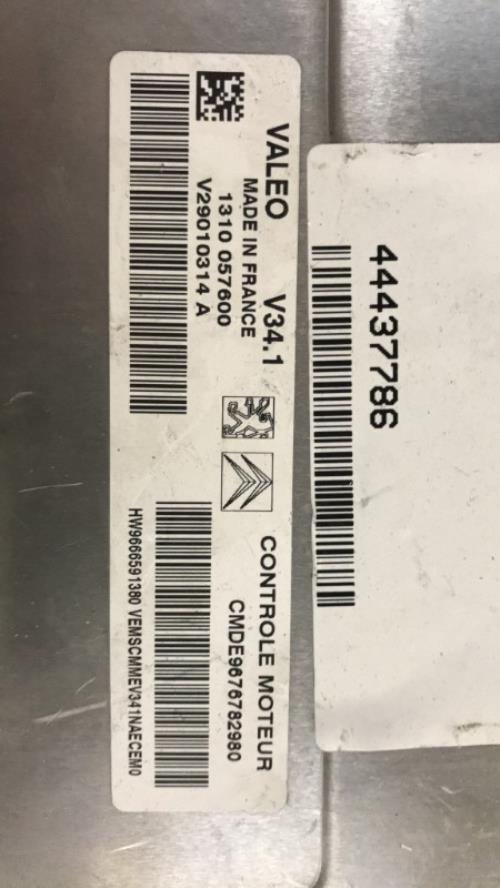 VALEO V34.1
MADE IN FRANCE
1310 057600
V29010314 A
CONTROLE MOTEUR
CMDE9676782980
HW9666591380 VEMSCMMEV341NAECEM0
44437786